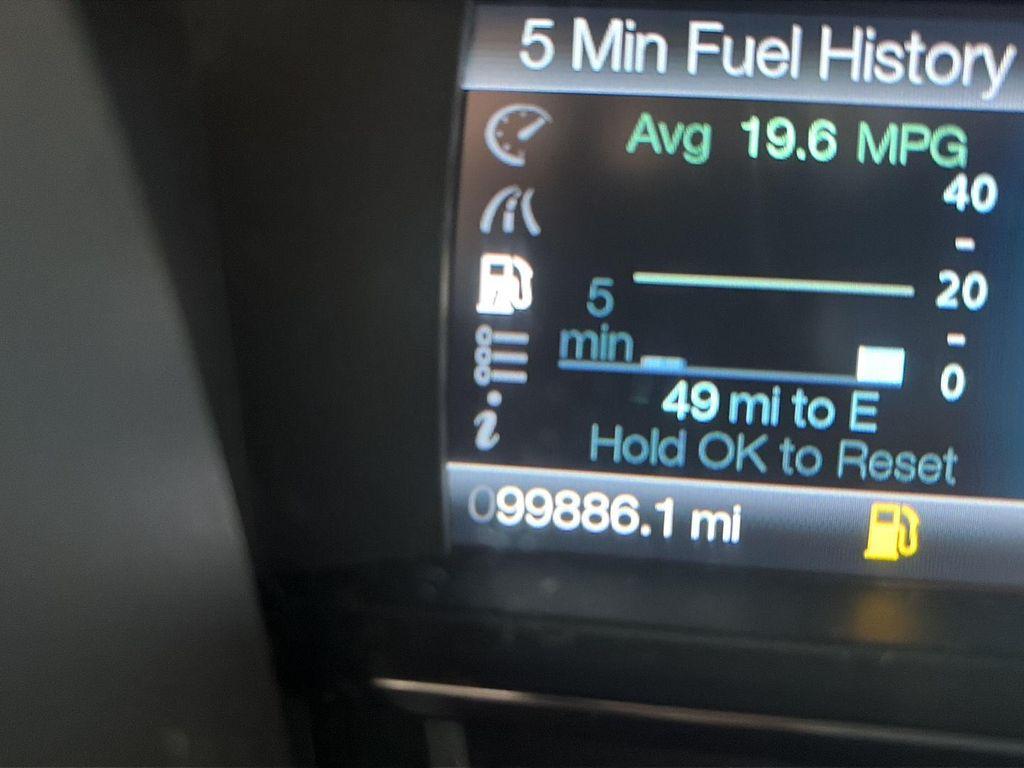 5 Min Fuel History
Avg 19.6 MPG
40
20
5
min
0
49 mi to E
Hold OK to Reset
099886.1 mi